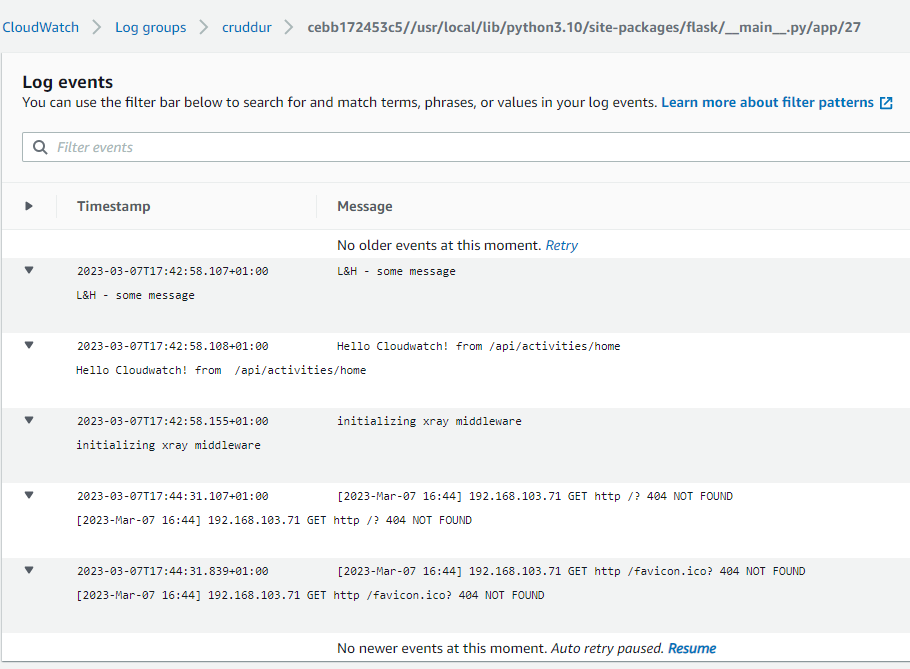 CloudWatch > Log groups > cruddur > cebb172453c5//usr/local/lib/python3.10/site-packages/flask/__main__.py/app/27
Log events
You can use the filter bar below to search for and match terms, phrases, or values in your log events. Learn more about filter patterns
Filter events
Timestamp Message
No older events at this moment. Retry
2023-03-07T17:42:58.107+01:00 L&H - some message
L&H - some message
2023-03-07T17:42:58.108+01:00 Hello Cloudwatch! from /api/activities/home
Hello Cloudwatch! from  /api/activities/home
2023-03-07T17:42:58.155+01:00 initializing xray middleware
initializing xray middleware
2023-03-07T17:44:31.107+01:00 [2023-Mar-07 16:44] 192.168.103.71 GET http /? 404 NOT FOUND
[2023-Mar-07 16:44] 192.168.103.71 GET http /? 404 NOT FOUND
2023-03-07T17:44:31.839+01:00 [2023-Mar-07 16:44] 192.168.103.71 GET http /favicon.ico? 404 NOT FOUND
[2023-Mar-07 16:44] 192.168.103.71 GET http /favicon.ico? 404 NOT FOUND
No newer events at this moment. Auto retry paused. Resume